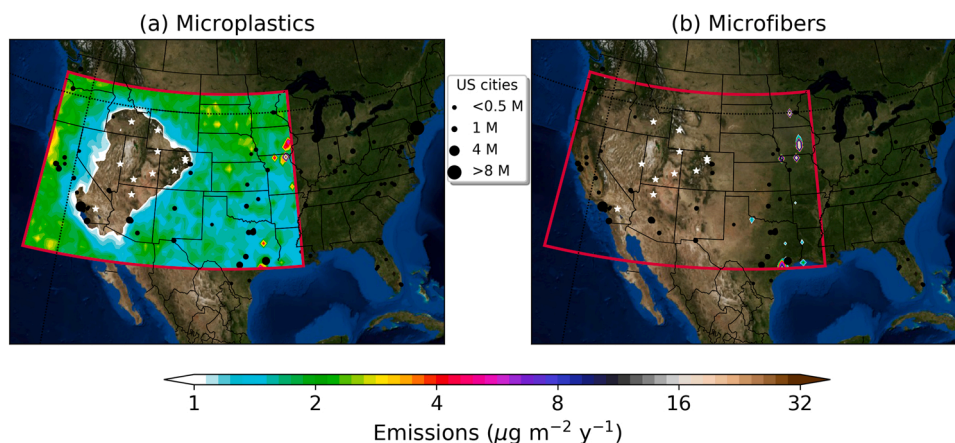 (a) Microplastics
(b) Microfibers
US cities
<0.5 M
1 M
4 M
>8 M
1 2 4 8 16 32
Emissions (μg m⁻² y⁻¹)